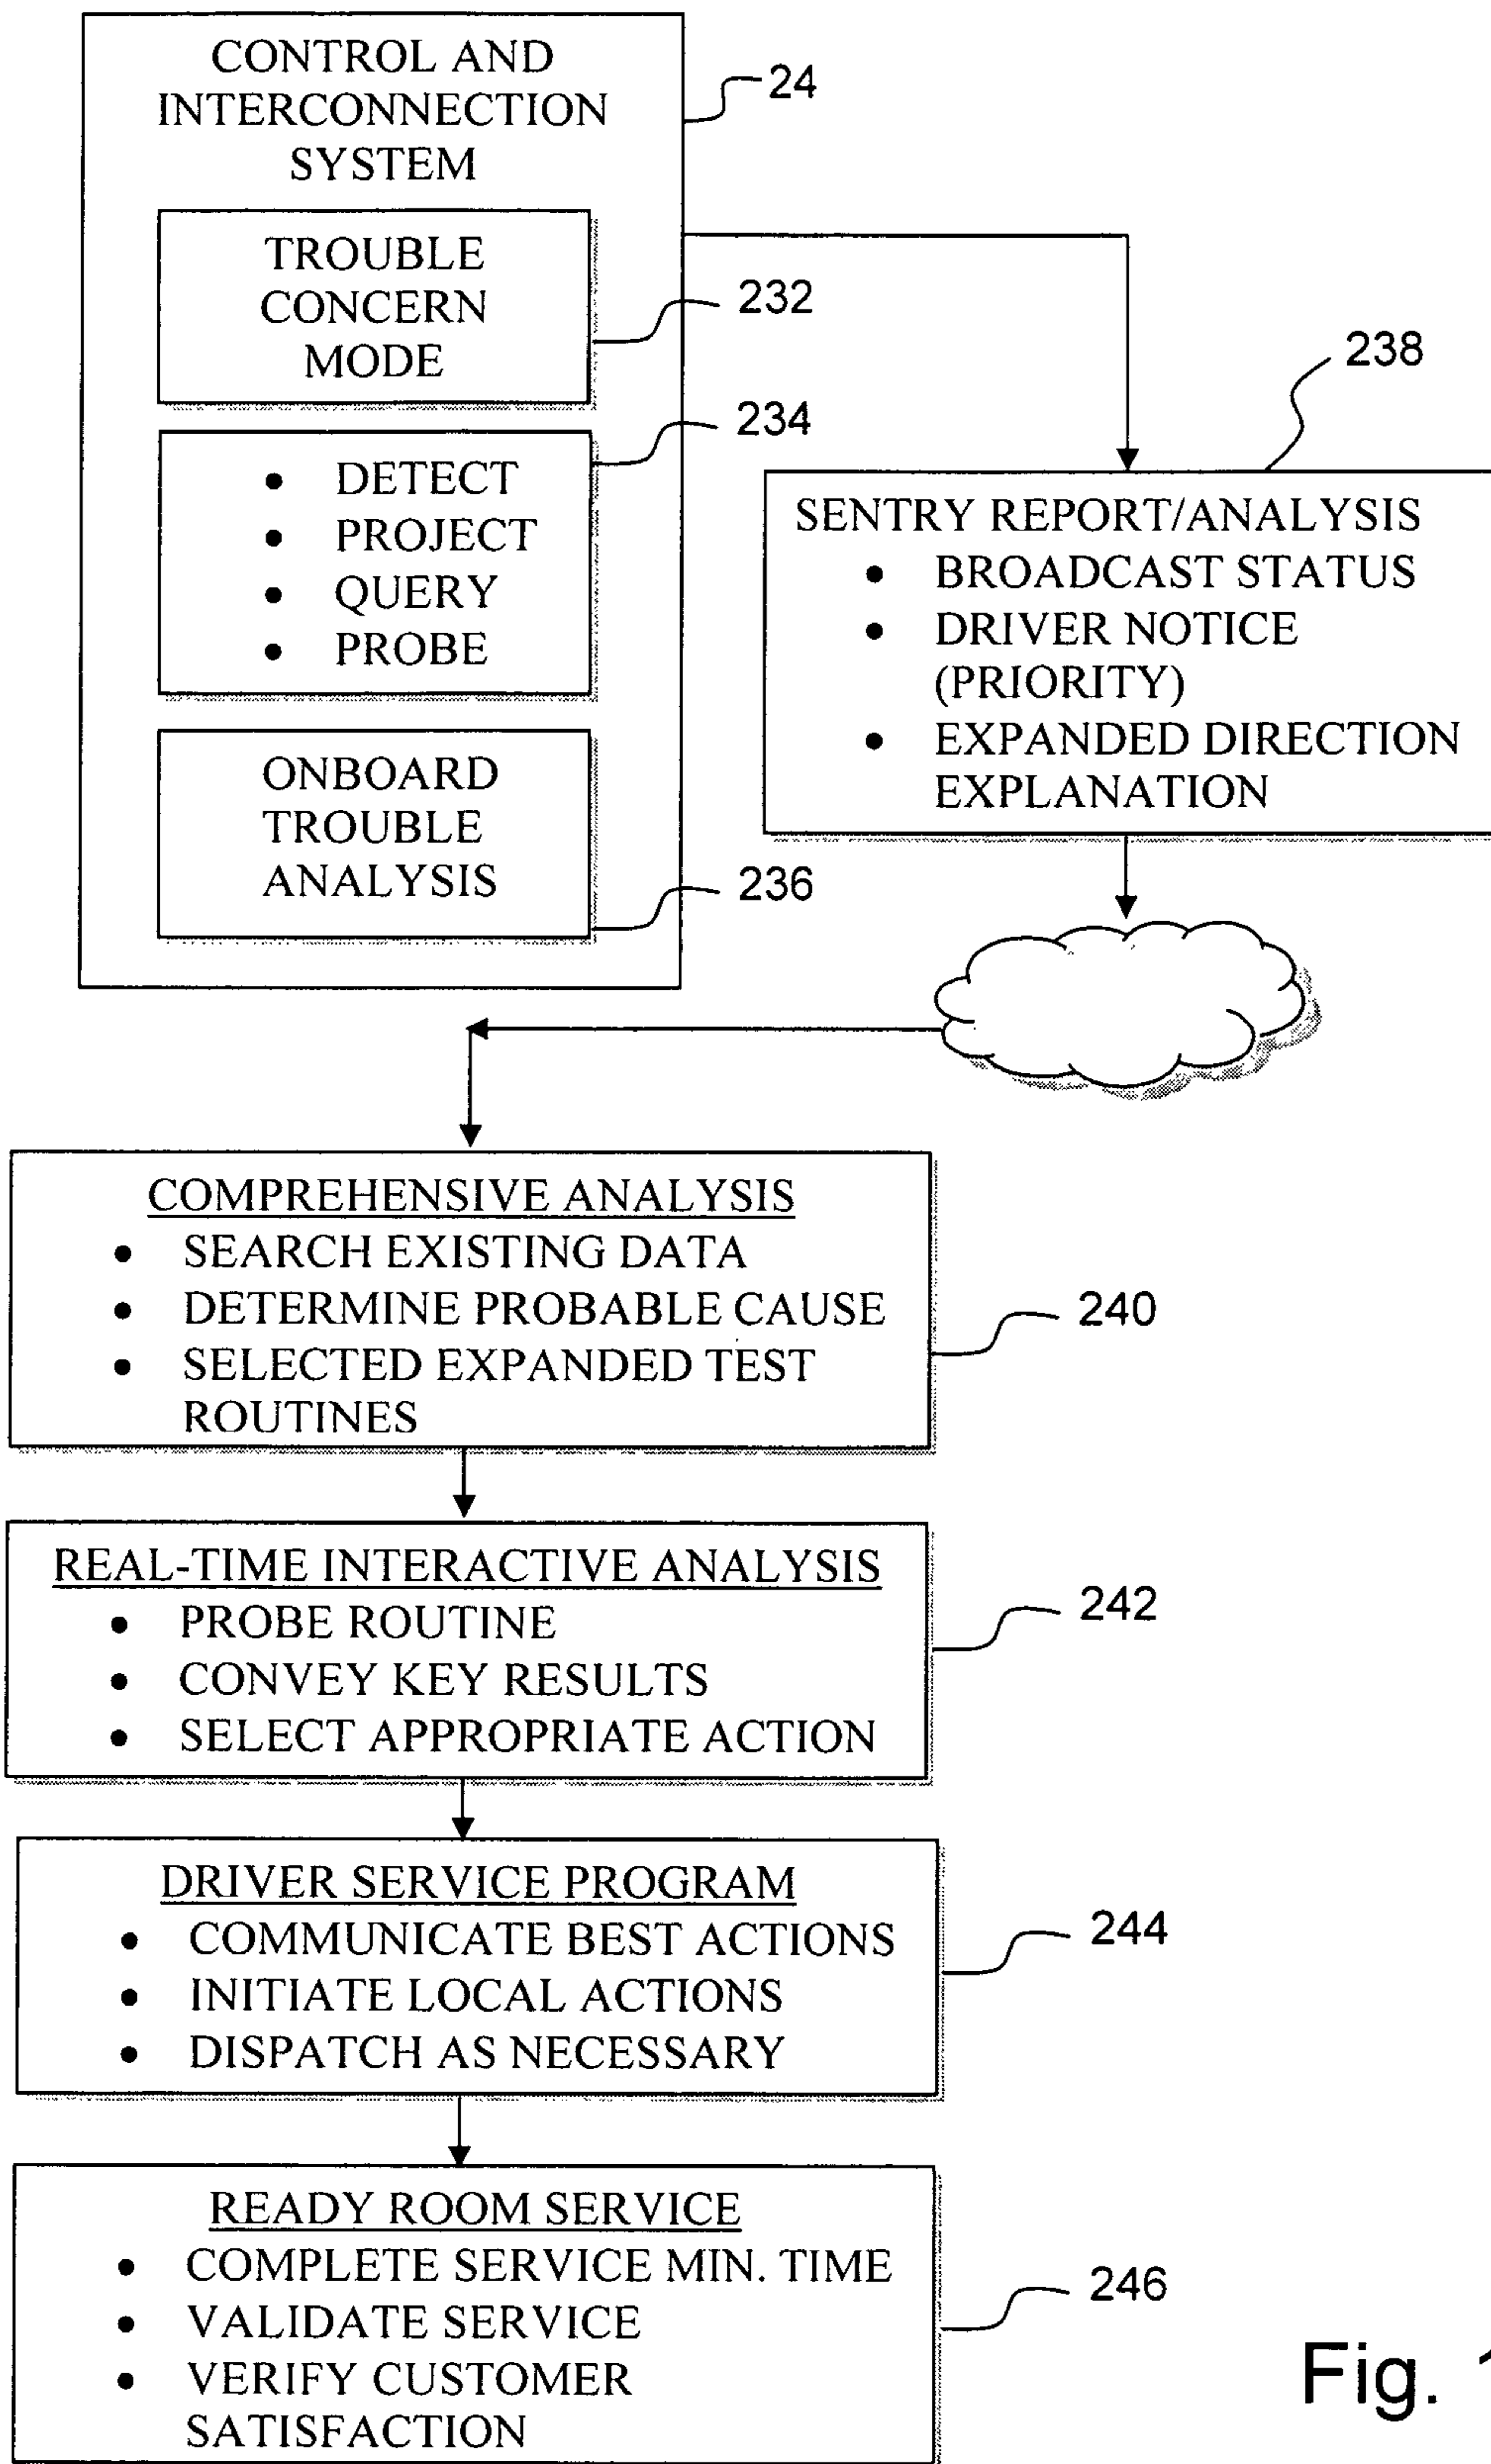 CONTROL AND
INTERCONNECTION
SYSTEM
24
TROUBLE
CONCERN
MODE
232
• DETECT
• PROJECT
• QUERY
• PROBE
234
ONBOARD
TROUBLE
ANALYSIS
236
238
SENTRY REPORT/ANALYSIS
• BROADCAST STATUS
• DRIVER NOTICE
(PRIORITY)
• EXPANDED DIRECTION
EXPLANATION
COMPREHENSIVE ANALYSIS
• SEARCH EXISTING DATA
• DETERMINE PROBABLE CAUSE
• SELECTED EXPANDED TEST
ROUTINES
240
REAL-TIME INTERACTIVE ANALYSIS
• PROBE ROUTINE
• CONVEY KEY RESULTS
• SELECT APPROPRIATE ACTION
242
DRIVER SERVICE PROGRAM
• COMMUNICATE BEST ACTIONS
• INITIATE LOCAL ACTIONS
• DISPATCH AS NECESSARY
244
READY ROOM SERVICE
• COMPLETE SERVICE MIN. TIME
• VALIDATE SERVICE
• VERIFY CUSTOMER
SATISFACTION
246
Fig.